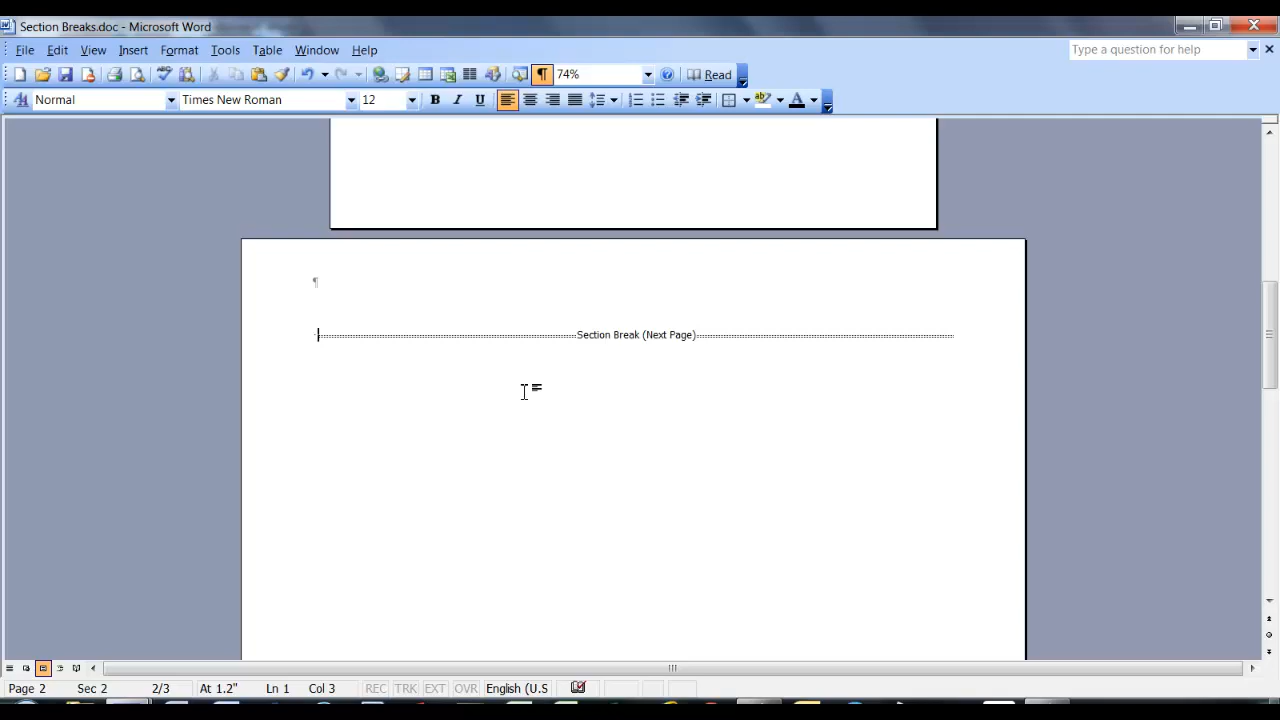 Section Breaks.doc - Microsoft Word
File Edit View Insert Format Tools Table Window Help Type a question for help
¶ 74% Read
Normal Times New Roman 12 B I U
¶
Section Break (Next Page)
Page 2 Sec 2 2/3 At 1.2" Ln 1 Col 3 REC TRK EXT OVR English (U.S